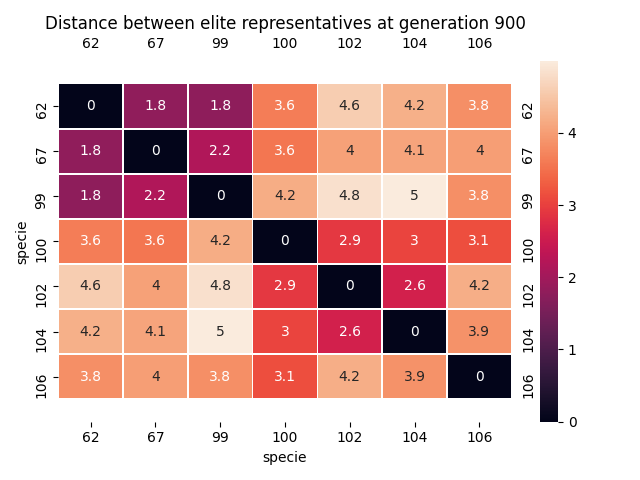 Distance between elite representatives at generation 900
62 67 99 100 102 104 106
62 0 1.8 1.8 3.6 4.6 4.2 3.8 62
67 1.8 0 2.2 3.6 4 4.1 4 67
99 1.8 2.2 0 4.2 4.8 5 3.8 99
100 3.6 3.6 4.2 0 2.9 3 3.1 100
102 4.6 4 4.8 2.9 0 2.6 4.2 102
104 4.2 4.1 5 3 2.6 0 3.9 104
106 3.8 4 3.8 3.1 4.2 3.9 0 106
specie
62 67 99 100 102 104 106
specie
4
3
2
1
0